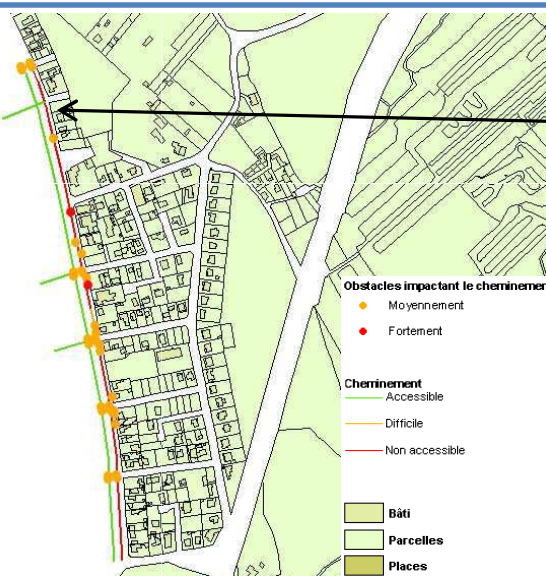 Obstacles impactant le cheminemen
Moyennement
Fortement
Cheminement
Accessible
Difficile
Non accessible
Bâti
Parcelles
Places